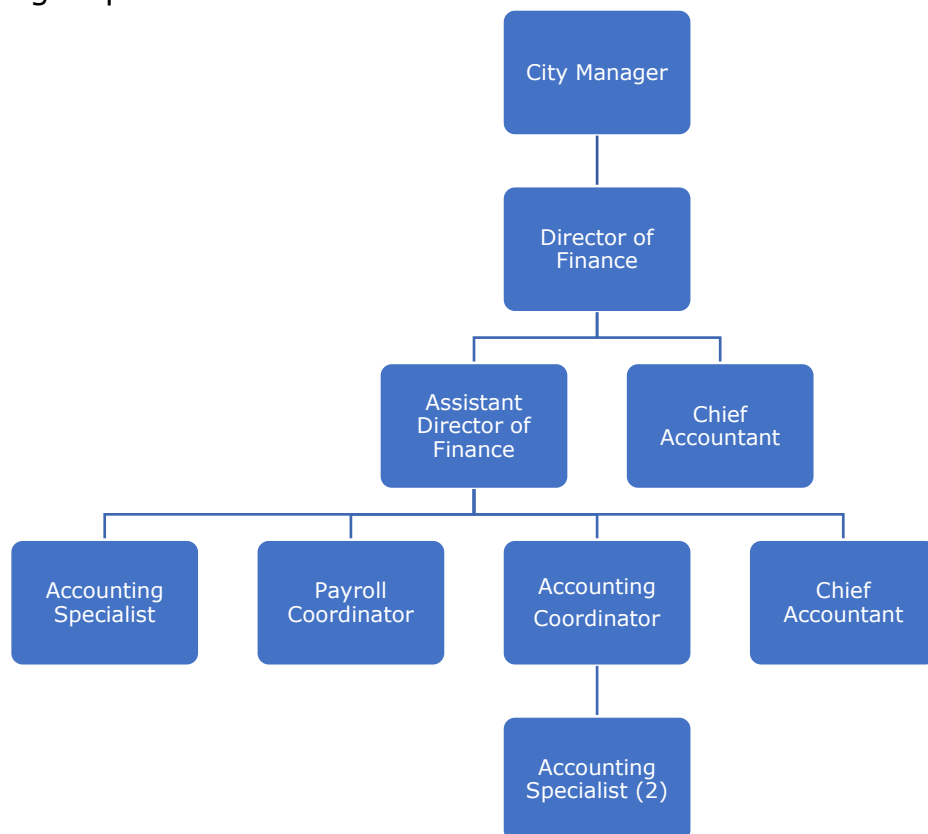 City Manager
Director of
Finance
Assistant
Director of
Finance
Chief
Accountant
Accounting
Specialist
Payroll
Coordinator
Accounting
Coordinator
Chief
Accountant
Accounting
Specialist (2)